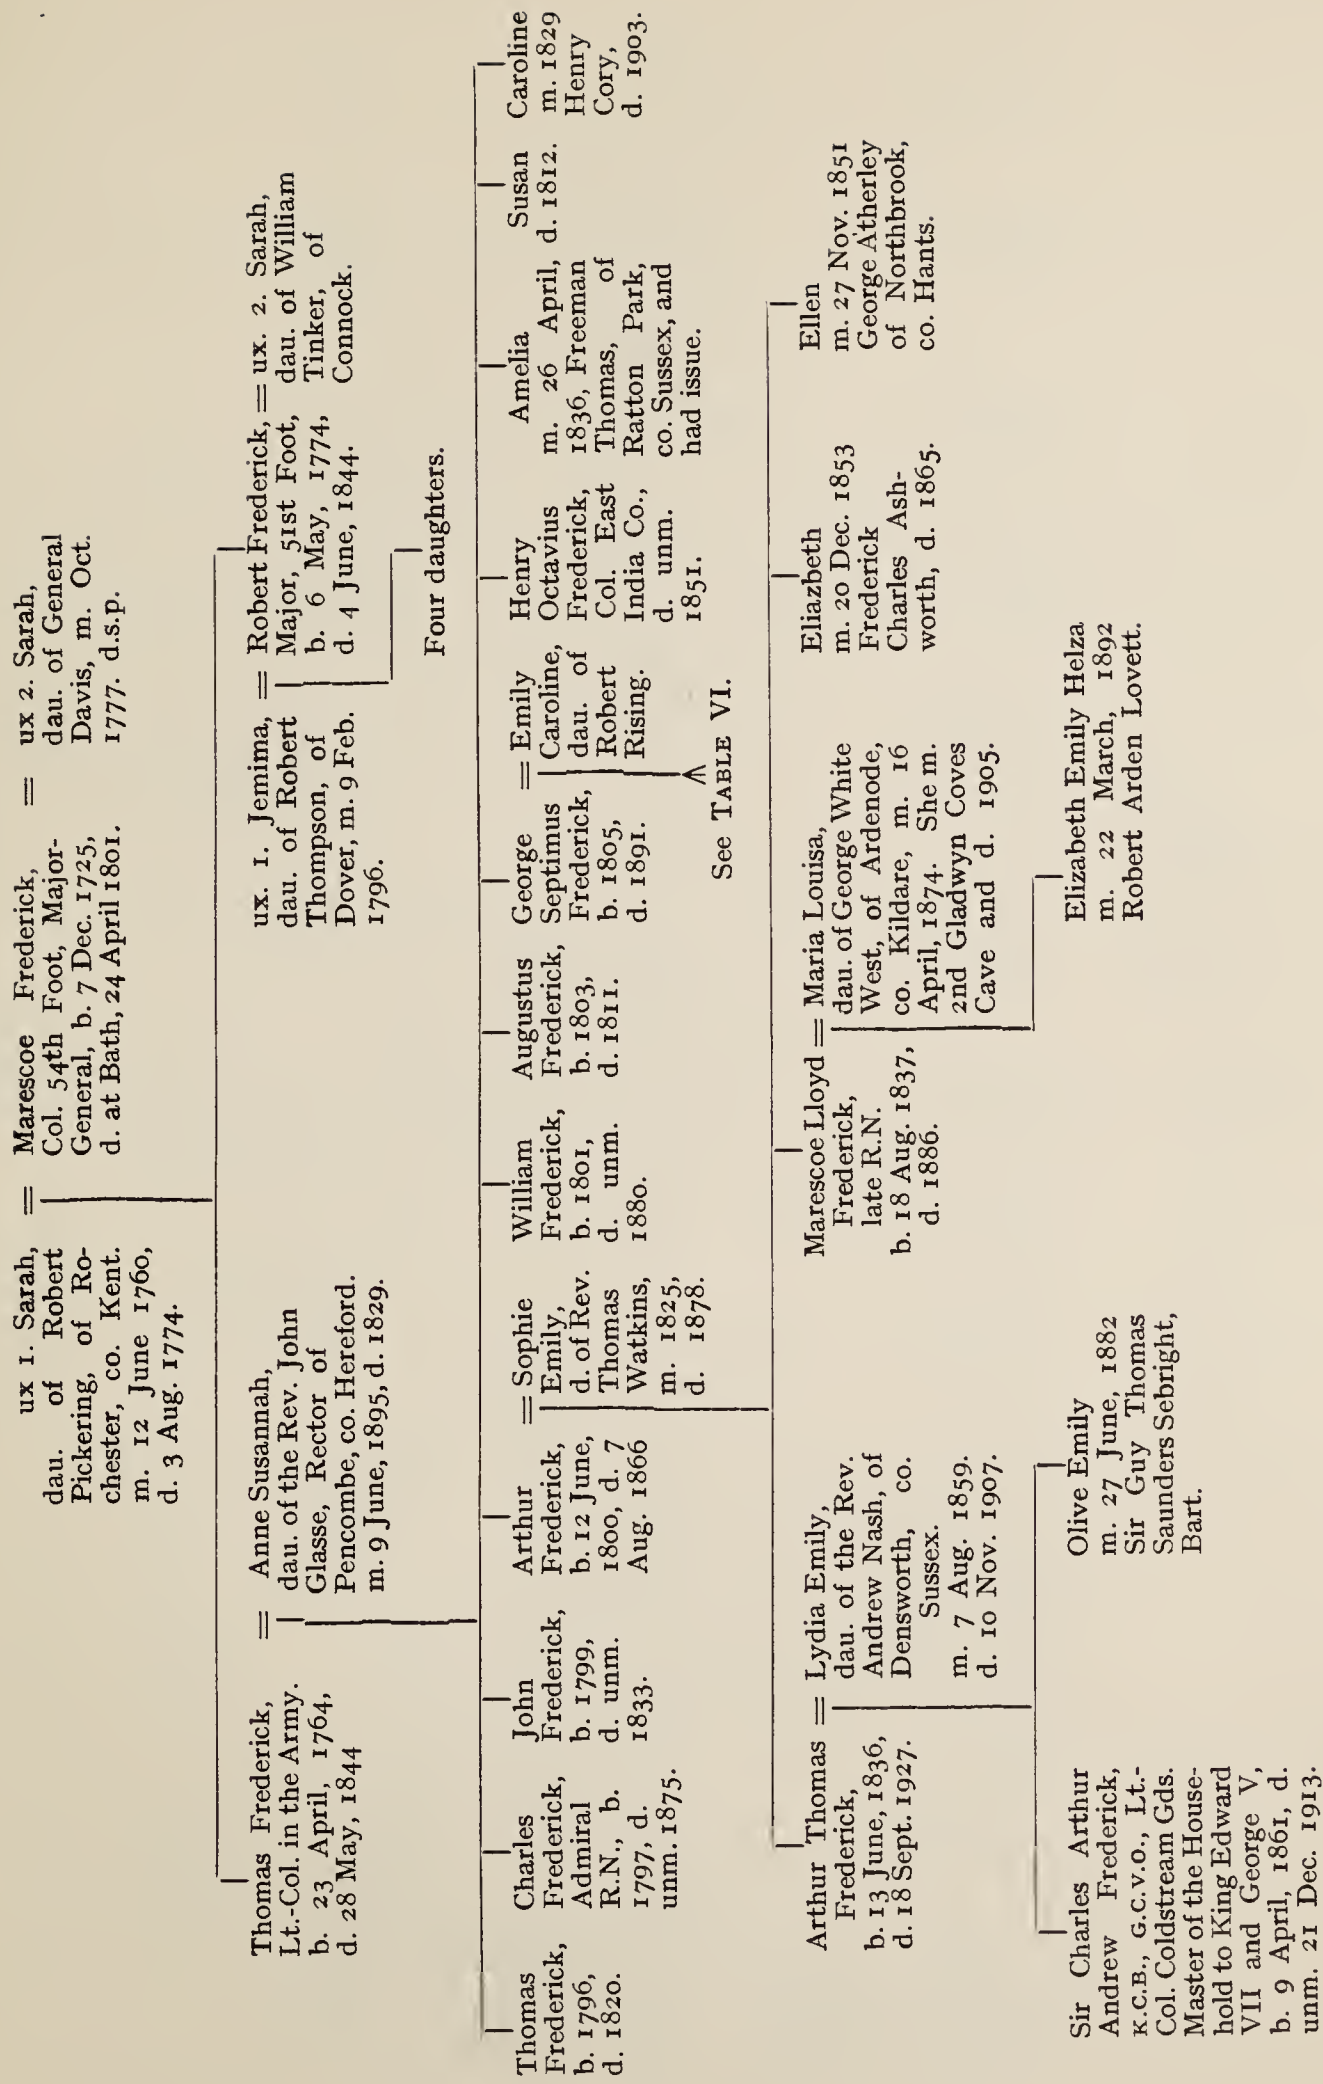 ux 1. Sarah,
dau. of Robert
Pickering, of Ro-
chester, co. Kent.
m. 12 June 1760,
d. 3 Aug. 1774.
=
Marescoe Frederick,
Col. 54th Foot, Major-
General, b. 7 Dec. 1725,
d. at Bath, 24 April 1801.
=
ux 2. Sarah,
dau. of General
Davis, m. Oct.
1777. d.s.p.
Thomas Frederick,
Lt.-Col. in the Army.
b. 23 April, 1764,
d. 28 May, 1844
=
Anne Susannah,
dau. of the Rev. John
Glasse, Rector of
Pencombe, co. Hereford.
m. 9 June, 1895, d. 1829.
ux. 1. Jemima,
dau. of Robert
Thompson, of
Dover, m. 9 Feb.
1796.
=
Robert Frederick,
Major, 51st Foot,
b. 6 May, 1774,
d. 4 June, 1844.
=
ux. 2. Sarah,
dau. of William
Tinker, of
Connock.
Four daughters.
Thomas
Frederick,
b. 1796,
d. 1820.
Charles
Frederick,
Admiral
R.N., b.
1797, d.
unm. 1875.
John
Frederick,
b. 1799,
d. unm.
1833.
Arthur
Frederick,
b. 12 June,
1800, d. 7
Aug. 1866
=
Sophie
Emily,
d. of Rev.
Thomas
Watkins,
m. 1825,
d. 1878.
William
Frederick,
b. 1801,
d. unm.
1880.
Augustus
Frederick,
b. 1803,
d. 1811.
George
Septimus
Frederick,
b. 1805,
d. 1891.
=
Emily
Caroline,
dau. of
Robert
Rising.
See TABLE VI.
Henry
Octavius
Frederick,
Col. East
India Co.,
d. unm.
1851.
Amelia
m. 26 April,
1836, Freeman
Thomas, of
Ratton Park,
co. Sussex, and
had issue.
Susan
d. 1812.
Caroline
m. 1829
Henry
Cory,
d. 1903.
Arthur Thomas
Frederick,
b. 13 June, 1836,
d. 18 Sept. 1927.
=
Lydia Emily,
dau. of the Rev.
Andrew Nash, of
Densworth, co.
Sussex.
m. 7 Aug. 1859.
d. 10 Nov. 1907.
Marescoe Lloyd
Frederick,
late R.N.
b. 18 Aug. 1837,
d. 1886.
=
Maria Louisa,
dau. of George White
West, of Ardenode,
co. Kildare, m. 16
April, 1874. She m.
2nd Gladwyn Coves
Cave and d. 1905.
Eliazbeth
m. 20 Dec. 1853
Frederick
Charles Ash-
worth, d. 1865.
Ellen
m. 27 Nov. 1851
George Atherley
of Northbrook,
co. Hants.
Sir Charles Arthur
Andrew Frederick,
K.C.B., G.C.V.O., Lt.-
Col. Coldstream Gds.
Master of the House-
hold to King Edward
VII and George V,
b. 9 April, 1861, d.
unm. 21 Dec. 1913.
Olive Emily
m. 27 June, 1882
Sir Guy Thomas
Saunders Sebright,
Bart.
Elizabeth Emily Helza
m. 22 March, 1892
Robert Arden Lovett.